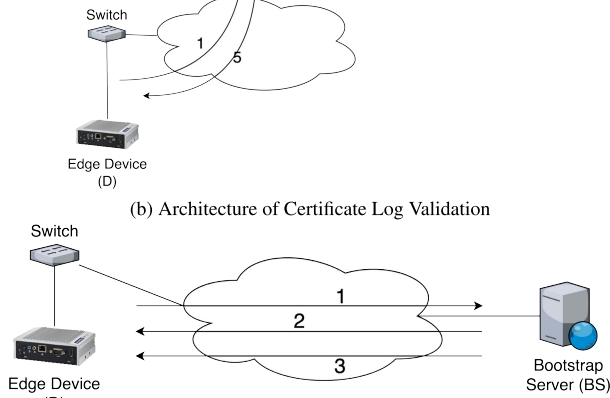 Switch
1
5
Edge Device
(D)
(b) Architecture of Certificate Log Validation
Switch
1
2
3
Edge Device
Bootstrap
Server (BS)